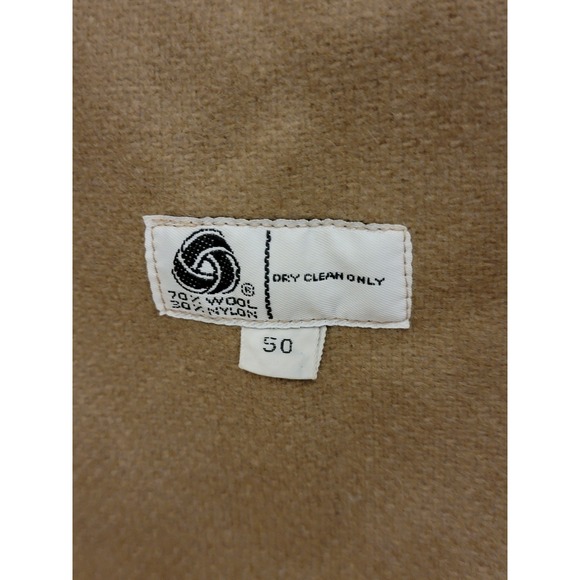 ®
70% WOOL
30% NYLON
DRY CLEAN ONLY
50